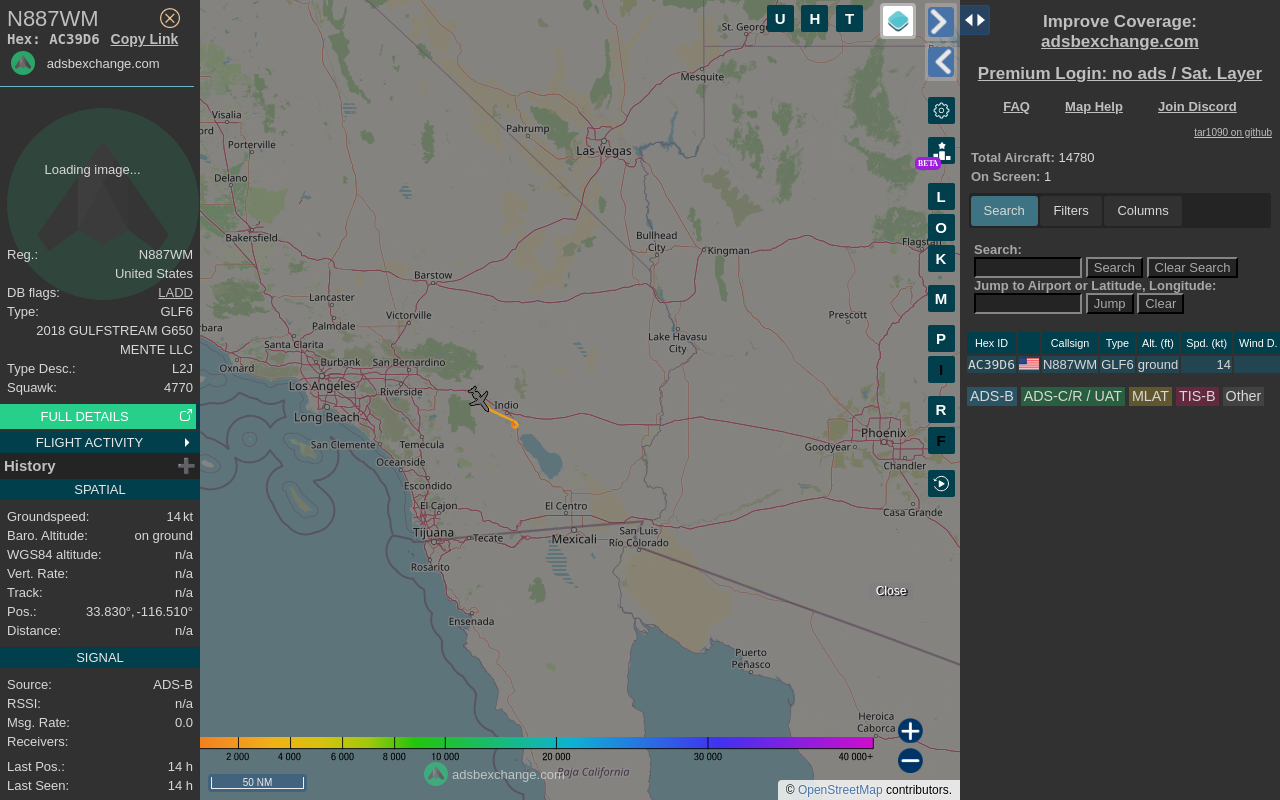 N887WM
Hex: AC39D6 Copy Link
adsbexchange.com
Loading image...
Reg.: N887WM
United States
DB flags: LADD
Type: GLF6
2018 GULFSTREAM G650
MENTE LLC
Type Desc.: L2J
Squawk: 4770
FULL DETAILS
FLIGHT ACTIVITY
History
SPATIAL
Groundspeed: 14 kt
Baro. Altitude: on ground
WGS84 altitude: n/a
Vert. Rate: n/a
Track: n/a
Pos.: 33.830°, -116.510°
Distance: n/a
SIGNAL
Source: ADS-B
RSSI: n/a
Msg. Rate: 0.0
Receivers:
Last Pos.: 14 h
Last Seen: 14 h
U H T
St. George
Mesquite
Visalia
ord
Porterville
Pahrump
Las Vegas
Delano
BETA
L
O
K
M
P
I
R
F
Bakersfield
Bullhead
City
Kingman
Flagstaff
Barstow
Lancaster
Victorville
Prescott
bara
Palmdale
Santa Clarita
Lake Havasu
City
Oxnard
Burbank
San Bernardino
Los Angeles
Riverside
Indio
Long Beach
San Clemente
Temecula
Phoenix
Goodyear
Oceanside
Chandler
Escondido
El Cajon
El Centro
Casa Grande
Tijuana
Tecate
Mexicali
San Luis
Río Colorado
Rosarito
Close
Ensenada
Puerto
Peñasco
Heroica
Caborca
2 000 4 000 6 000 8 000 10 000 20 000 30 000 40 000+
adsbexchange.com
Baja California
50 NM
© OpenStreetMap contributors.
Improve Coverage:
adsbexchange.com
Premium Login: no ads / Sat. Layer
FAQ Map Help Join Discord
tar1090 on github
Total Aircraft: 14780
On Screen: 1
Search Filters Columns
Search:
Search Clear Search
Jump to Airport or Latitude, Longitude:
Jump Clear
Hex ID Callsign Type Alt. (ft) Spd. (kt) Wind D.
AC39D6 N887WM GLF6 ground 14
ADS-B ADS-C/R / UAT MLAT TIS-B Other